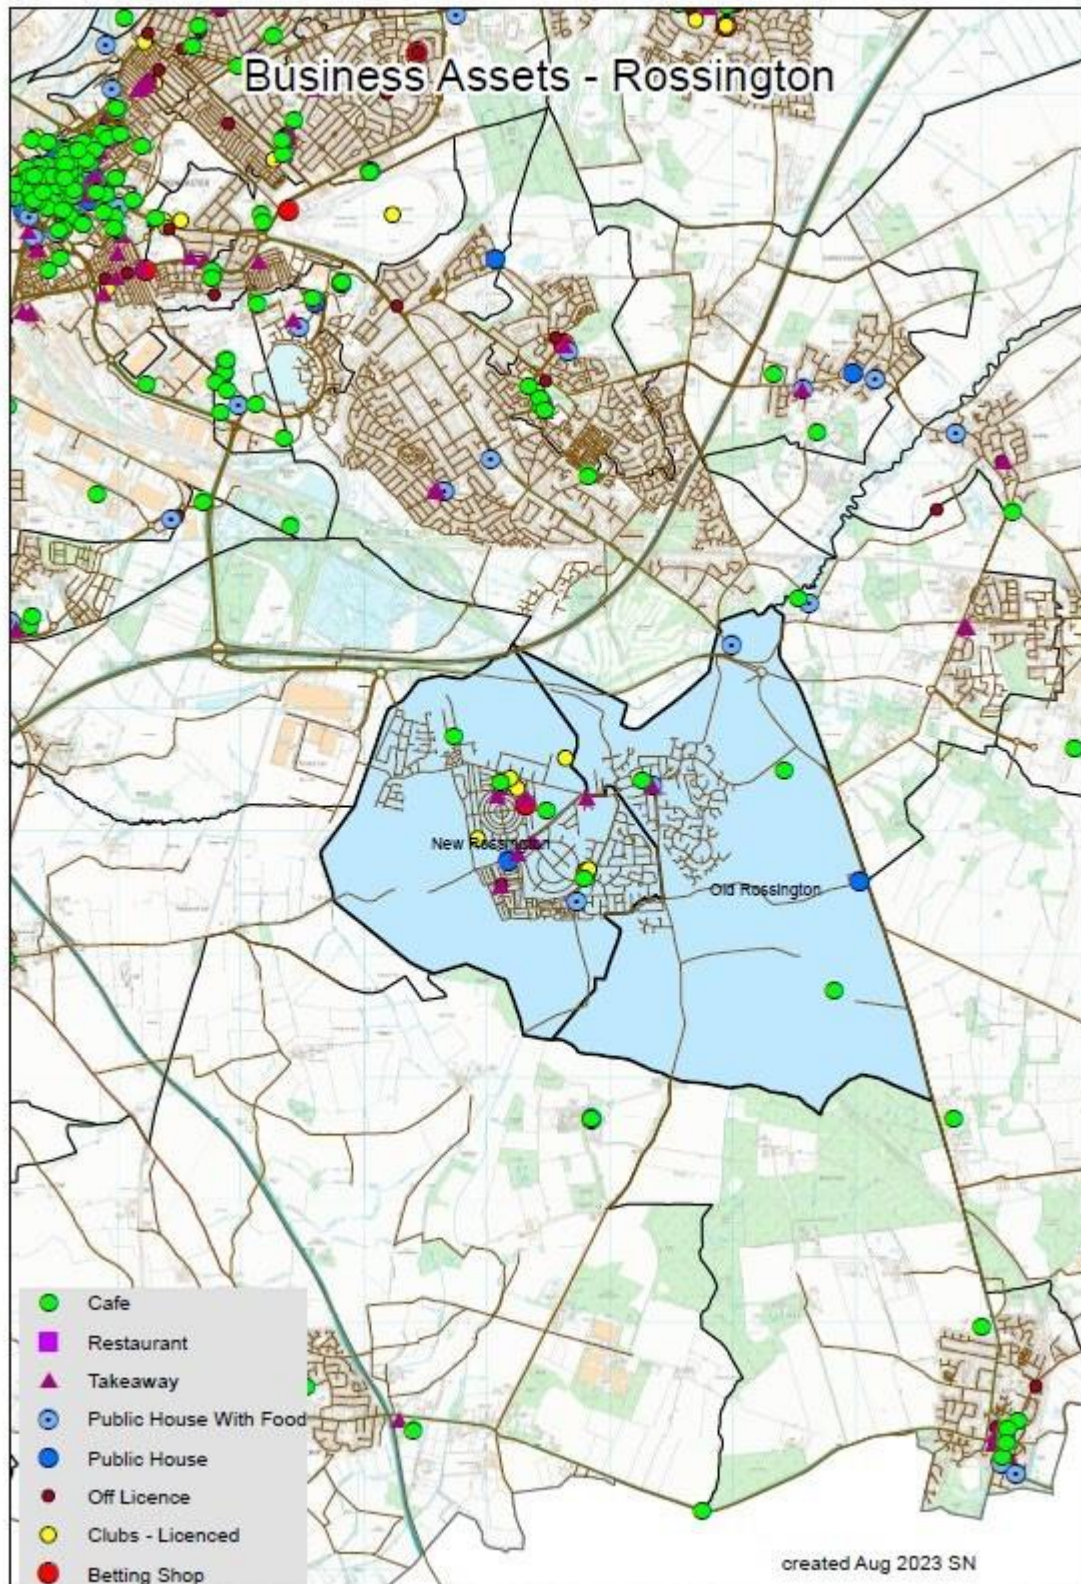 Business Assets - Rossington
New Rossington
Old Rossington
Cafe
Restaurant
Takeaway
Public House With Food
Public House
Off Licence
Clubs - Licenced
Betting Shop
created Aug 2023 SN